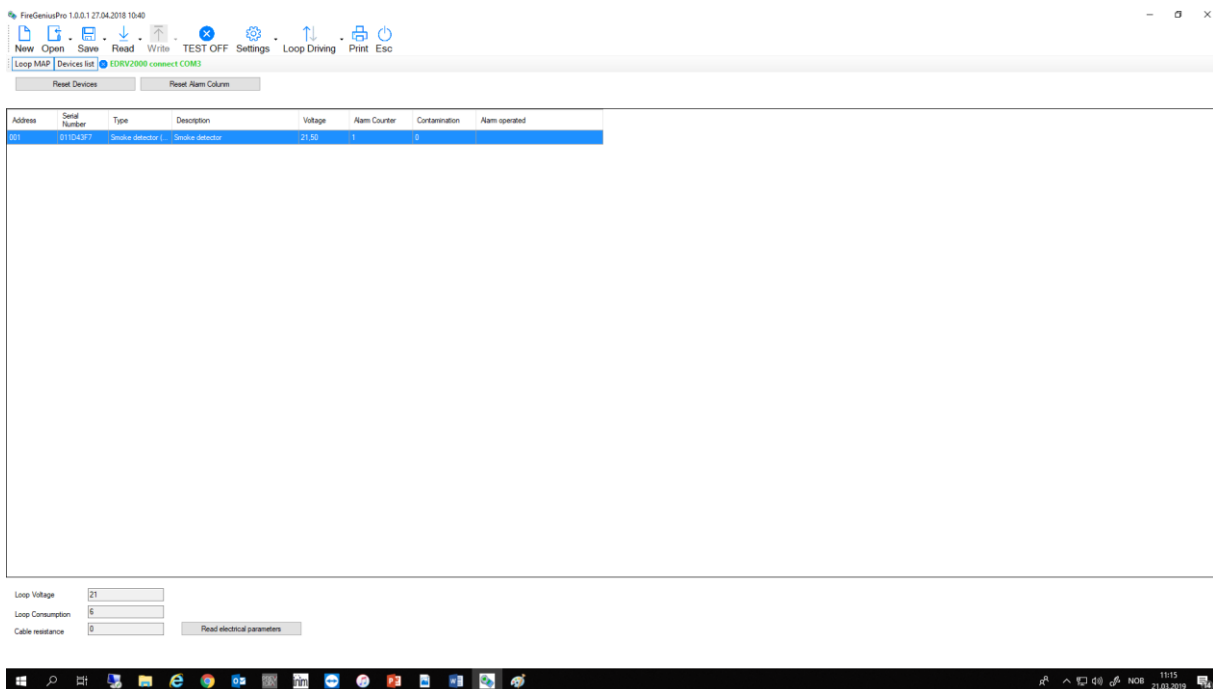 FireGeniusPro 1.0.0.1 27.04.2018 10:40
New Open Save Read Write TEST OFF Settings Loop Driving Print Esc
Loop MAP Devices list EDRV2000 connect COM3
Reset Devices Reset Alarm Column
Address Serial Number Type Description Voltage Alarm Counter Contamination Alarm operated
001 011D43F7 Smoke detector (... Smoke detector 21,50 1 0
Loop Voltage 21
Loop Consumption 6
Cable resistance 0 Read electrical parameters
inim NOB 11:15
21.03.2019